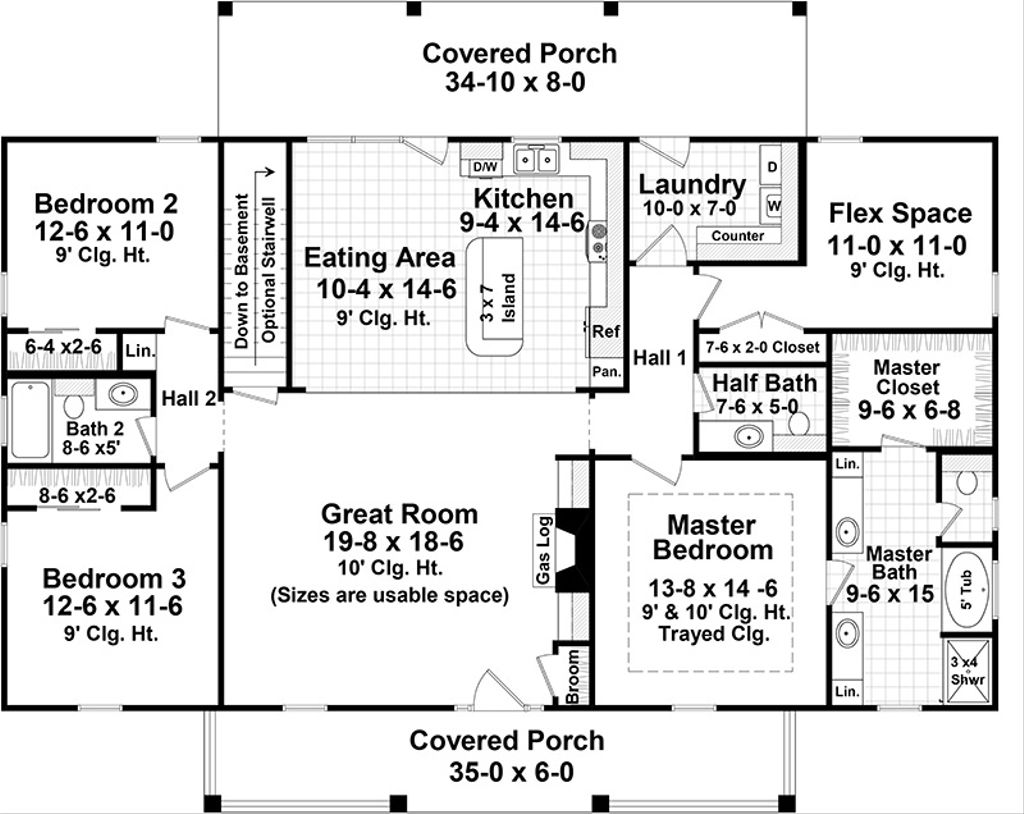 Covered Porch
34-10 x 8-0
Bedroom 2
12-6 x 11-0
9' Clg. Ht.
Down to Basement
Optional Stairwell
D/W
Kitchen
9-4 x 14-6
Eating Area
10-4 x 14-6
9' Clg. Ht.
3 x 7
Island
Ref
Pan.
Laundry
10-0 x 7-0
D
W
Counter
Flex Space
11-0 x 11-0
9' Clg. Ht.
6-4 x2-6
Lin.
Hall 1
7-6 x 2-0 Closet
Master
Closet
9-6 x 6-8
Half Bath
7-6 x 5-0
Hall 2
Bath 2
8-6 x5'
8-6 x2-6
Bedroom 3
12-6 x 11-6
9' Clg. Ht.
Great Room
19-8 x 18-6
10' Clg. Ht.
(Sizes are usable space)
Gas Log
Broom
Master
Bedroom
13-8 x 14 -6
9' & 10' Clg. Ht.
Trayed Clg.
Lin.
Master
Bath
9-6 x 15
5' Tub
3 x4
Shwr
Lin.
Covered Porch
35-0 x 6-0